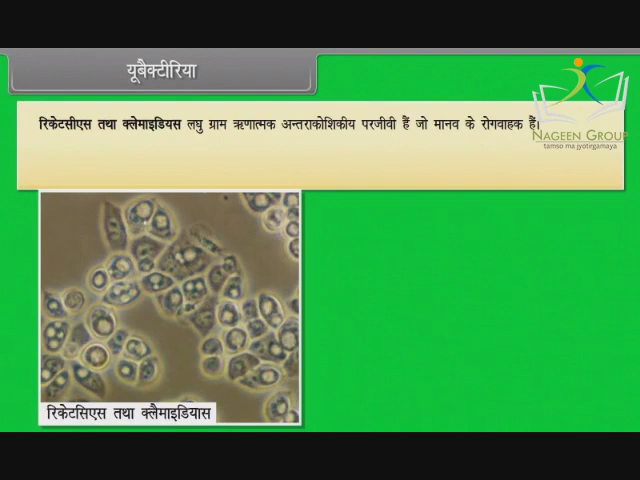 यूबैक्टीरिया
रिकेटसीएस तथा क्लेमाइडियस लघु ग्राम ऋणात्मक अन्तराकोशिकीय परजीवी हैं जो मानव के रोगवाहक हैं।
NAGEEN GROUP
tamso ma jyotirgamaya
रिकेटसिएस तथा क्लैमाइडियास